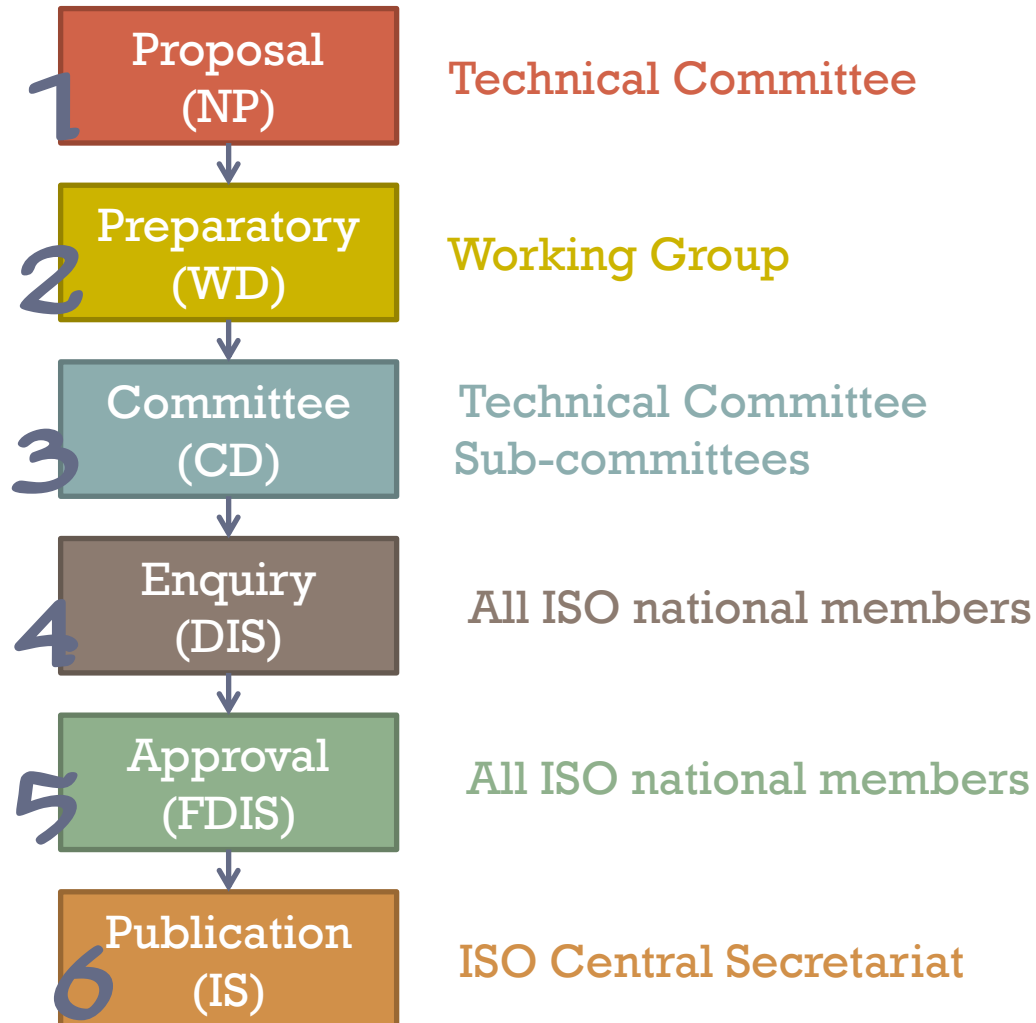 1
Proposal
(NP)
Technical Committee
2
Preparatory
(WD)
Working Group
3
Committee
(CD)
Technical Committee
Sub-committees
4
Enquiry
(DIS)
All ISO national members
5
Approval
(FDIS)
All ISO national members
6
Publication
(IS)
ISO Central Secretariat